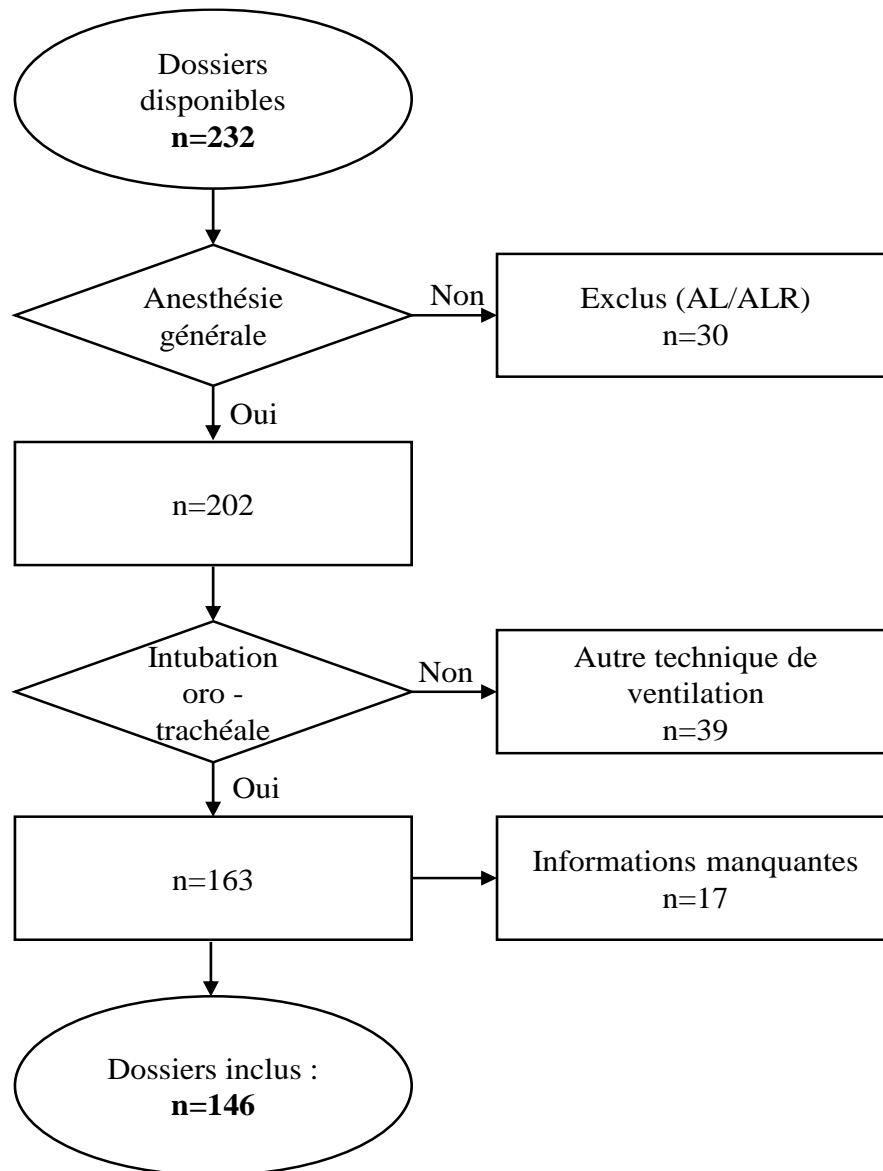 Dossiers
disponibles
n=232
Anesthésie
générale
Non
Exclus (AL/ALR)
n=30
Oui
n=202
Intubation
oro -
trachéale
Non
Autre technique de
ventilation
n=39
Oui
n=163
Informations manquantes
n=17
Dossiers inclus :
n=146